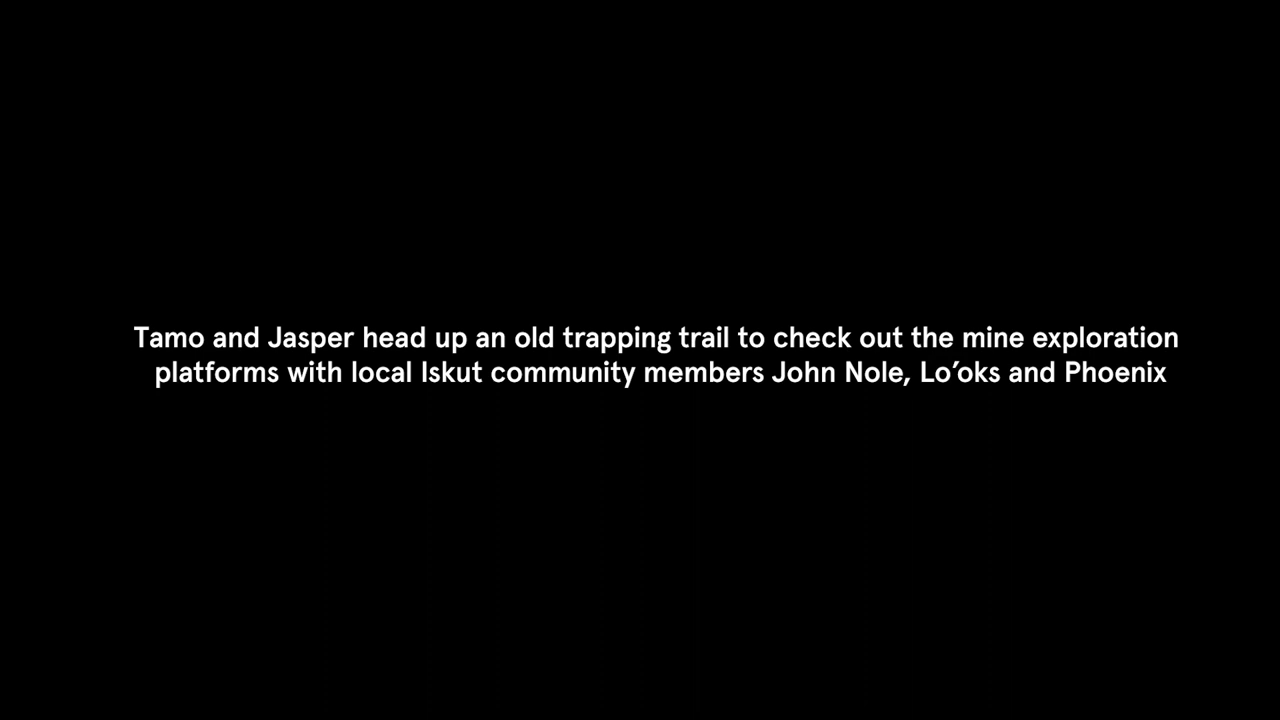 Tamo and Jasper head up an old trapping trail to check out the mine exploration
platforms with local Iskut community members John Nole, Lo’oks and Phoenix